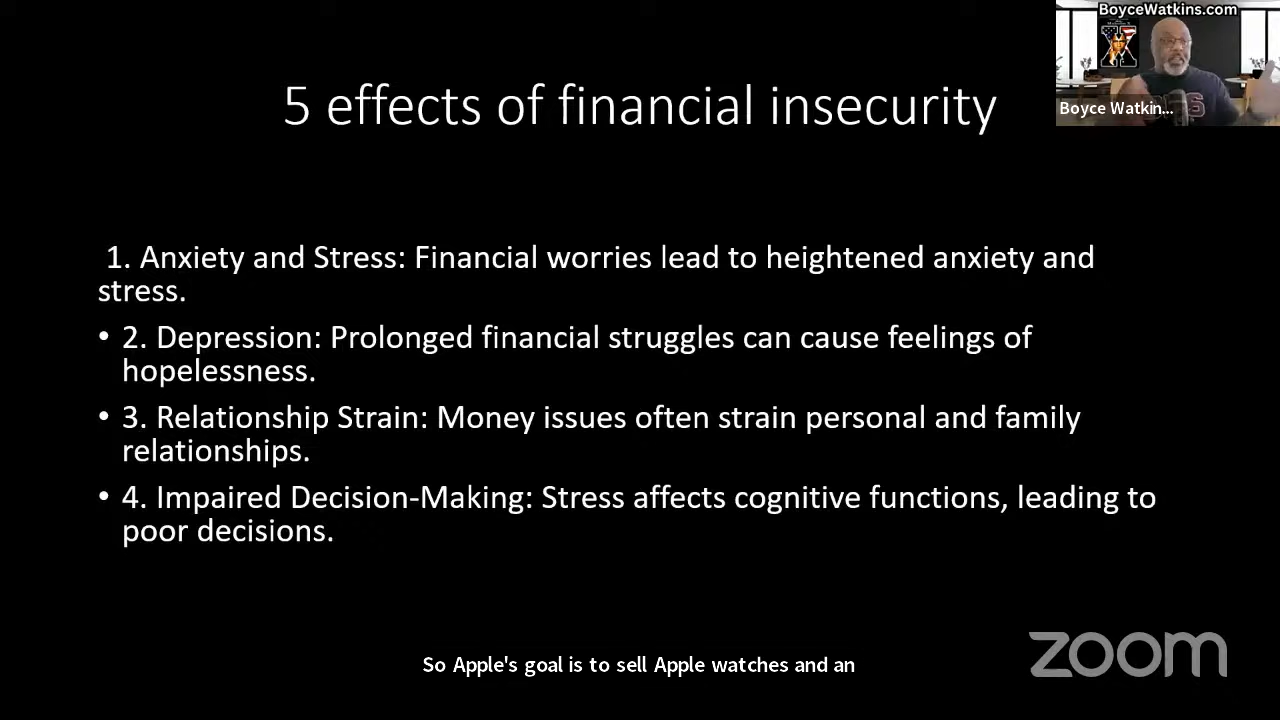 BoyceWatkins.com
X
Boyce Watkin...
5 effects of financial insecurity
1. Anxiety and Stress: Financial worries lead to heightened anxiety and
stress.
• 2. Depression: Prolonged financial struggles can cause feelings of
hopelessness.
• 3. Relationship Strain: Money issues often strain personal and family
relationships.
• 4. Impaired Decision-Making: Stress affects cognitive functions, leading to
poor decisions.
So Apple's goal is to sell Apple watches and an
zoom